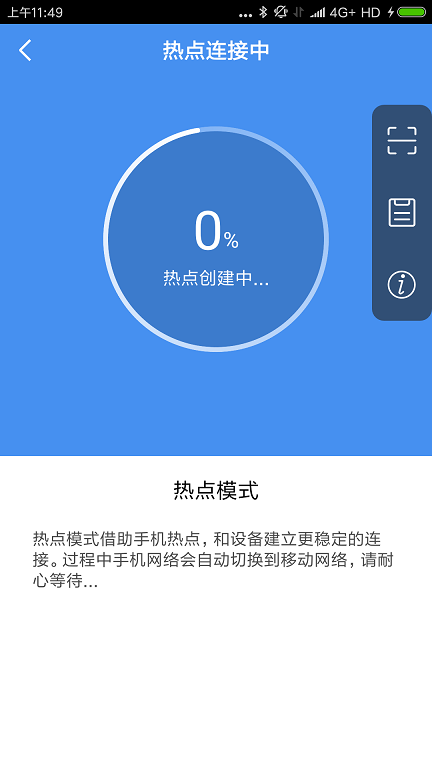 上午11:49
... 4G+ HD
热点连接中
0%
热点创建中...
热点模式
热点模式借助手机热点，和设备建立更稳定的连
接。过程中手机网络会自动切换到移动网络，请耐
心等待...